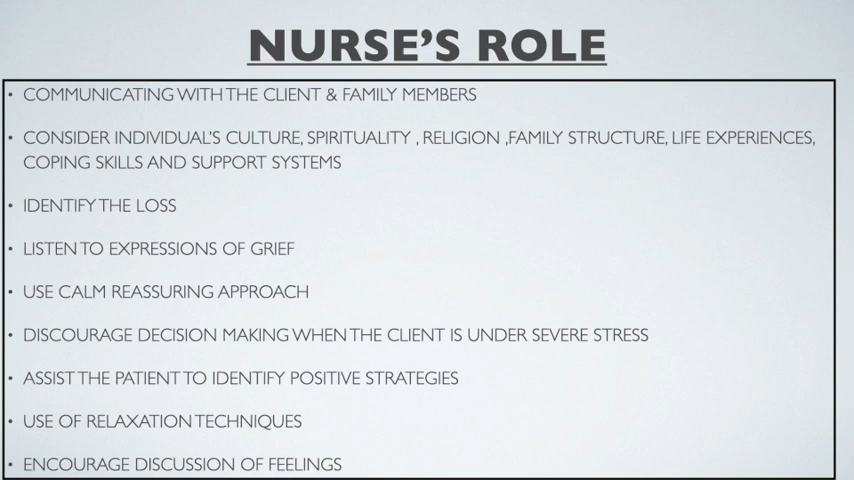 NURSE'S ROLE
• COMMUNICATING WITH THE CLIENT & FAMILY MEMBERS
• CONSIDER INDIVIDUAL'S CULTURE, SPIRITUALITY , RELIGION ,FAMILY STRUCTURE, LIFE EXPERIENCES,
COPING SKILLS AND SUPPORT SYSTEMS
• IDENTIFY THE LOSS
• LISTEN TO EXPRESSIONS OF GRIEF
• USE CALM REASSURING APPROACH
• DISCOURAGE DECISION MAKING WHEN THE CLIENT IS UNDER SEVERE STRESS
• ASSIST THE PATIENT TO IDENTIFY POSITIVE STRATEGIES
• USE OF RELAXATION TECHNIQUES
• ENCOURAGE DISCUSSION OF FEELINGS